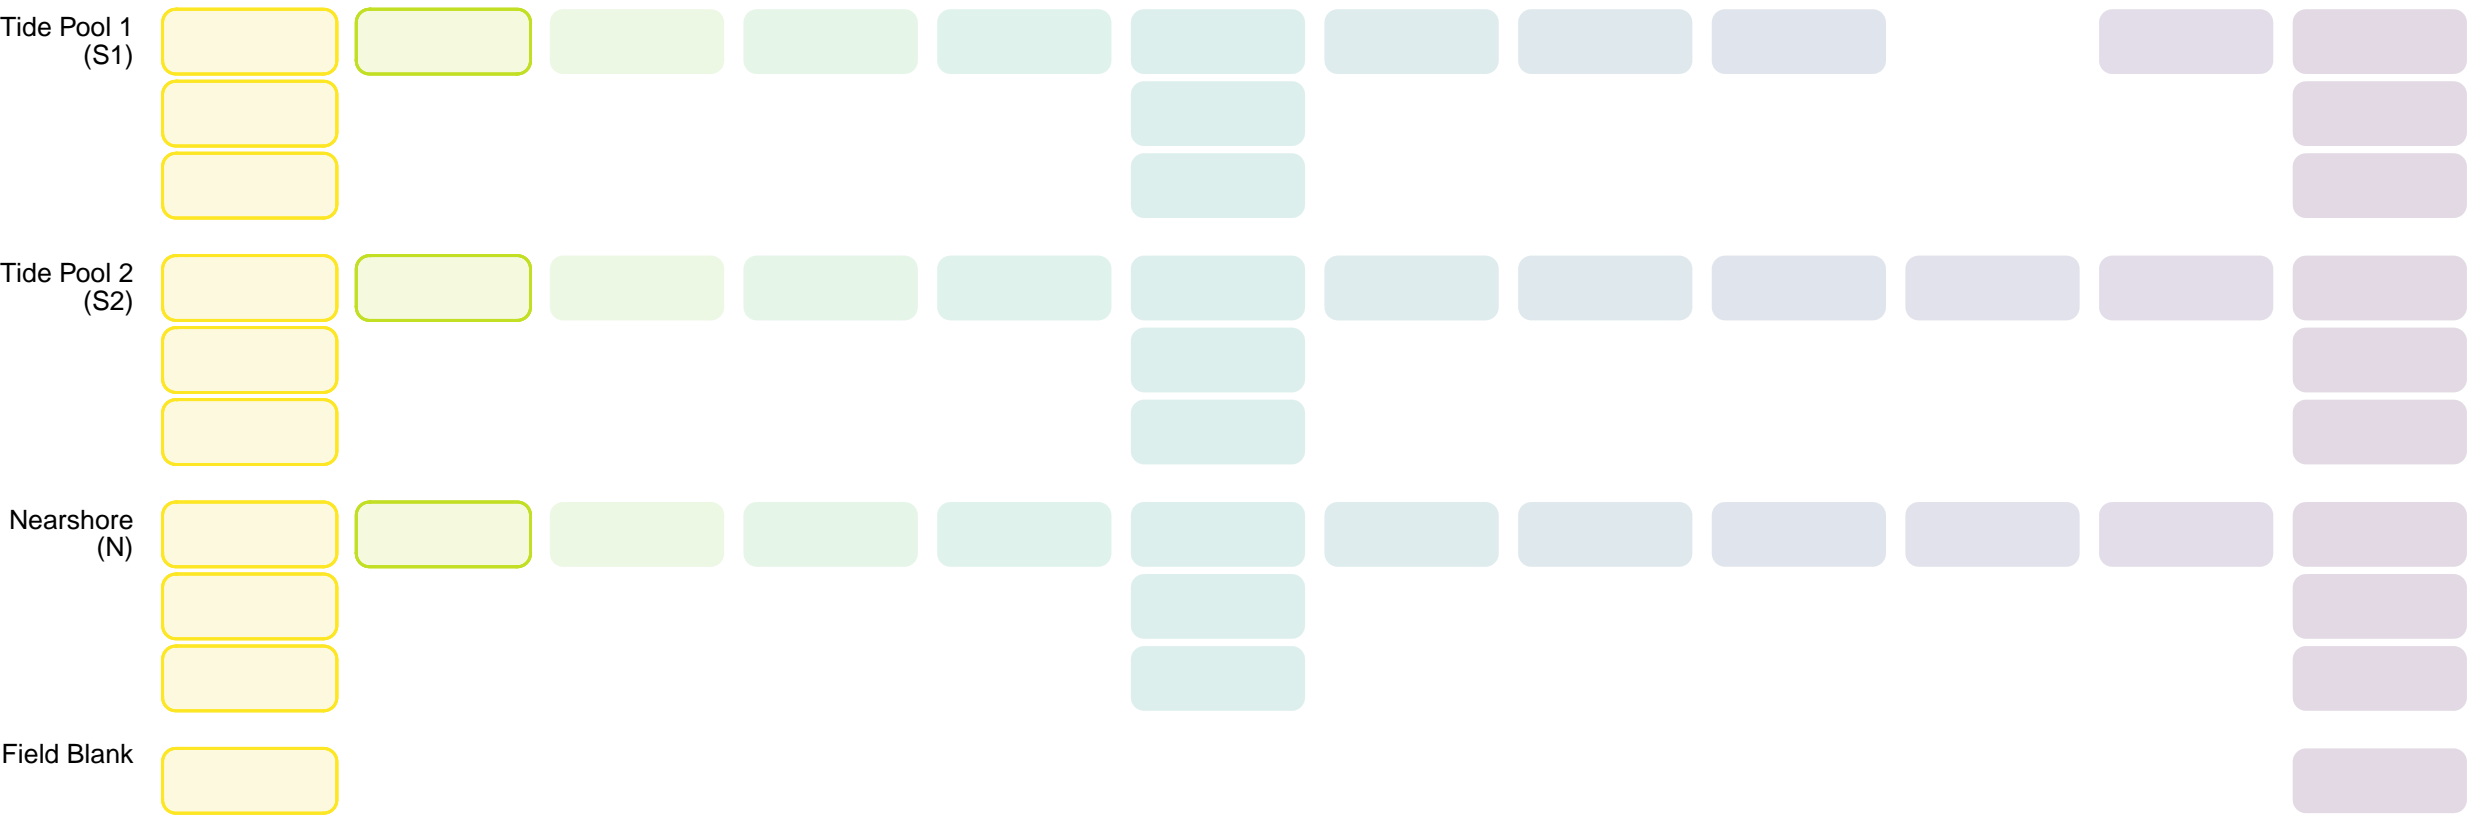 Tide Pool 1
(S1)
Tide Pool 2
(S2)
Nearshore
(N)
Field Blank